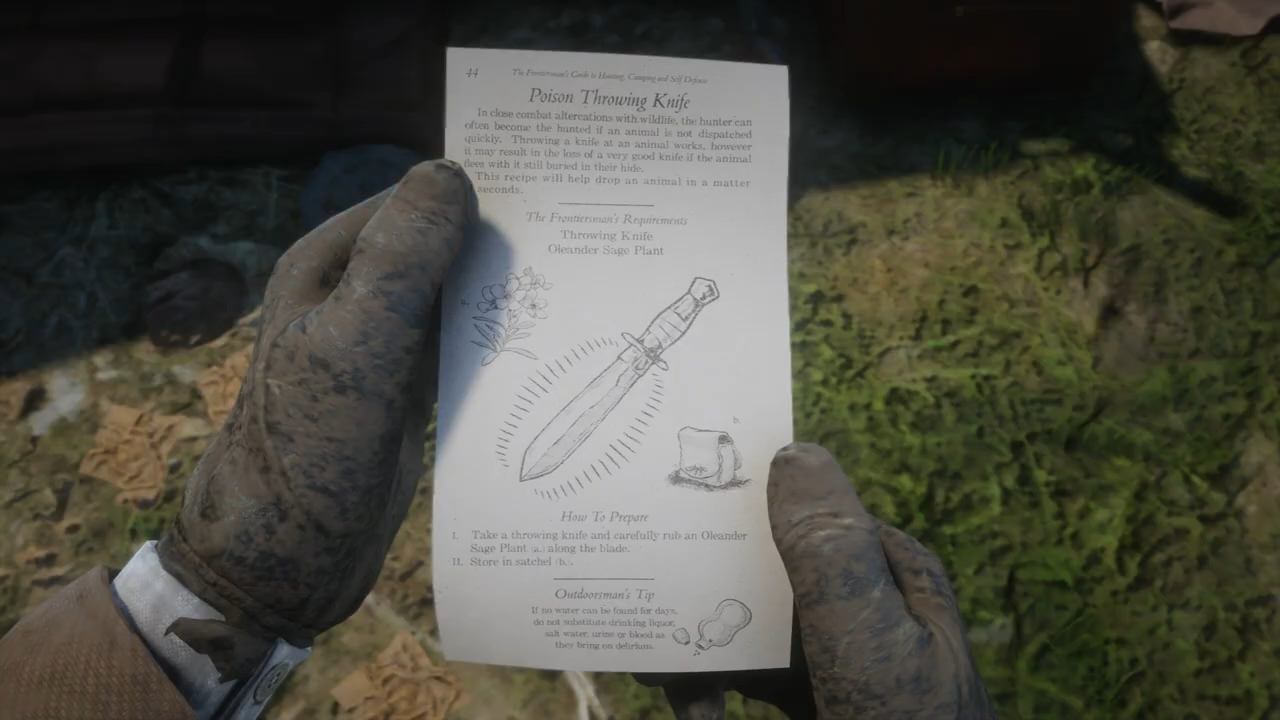 44
The Frontiersman's Guide to Hunting, Camping and Self Defense
Poison Throwing Knife
In close combat altercations with wildlife, the hunter can
often become the hunted if an animal is not dispatched
quickly. Throwing a knife at an animal works, however
it may result in the loss of a very good knife if the animal
flees with it still buried in their hide.
This recipe will help drop an animal in a matter
seconds.
The Frontiersman's Requirements
Throwing Knife
Oleander Sage Plant
b.
How To Prepare
I. Take a throwing knife and carefully rub an Oleander
Sage Plant (a.) along the blade.
II. Store in satchel (b.).
Outdoorsman's Tip
If no water can be found for days,
do not substitute drinking liquor,
salt water, urine or blood as
they bring on delirium.